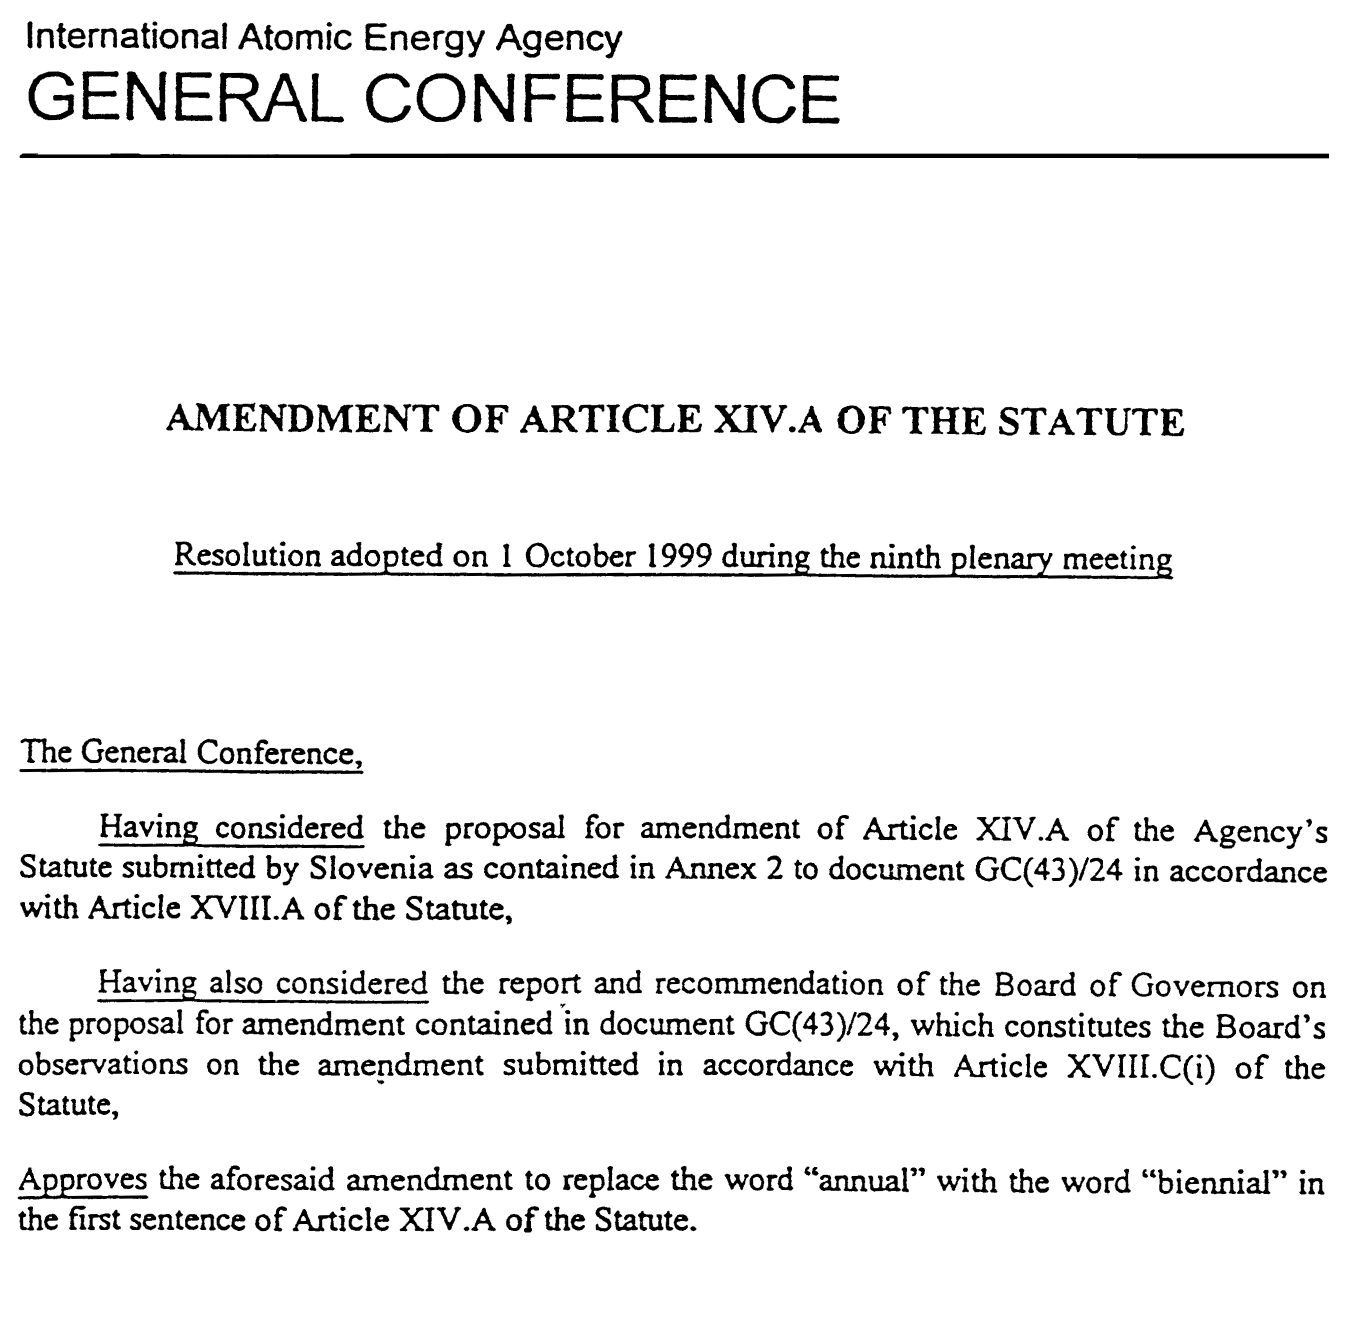 International Atomic Energy Agency
GENERAL CONFERENCE
AMENDMENT OF ARTICLE XIV.A OF THE STATUTE
Resolution adopted on 1 October 1999 during the ninth plenary meeting
The General Conference,
Having considered the proposal for amendment of Article XIV.A of the Agency's
Statute submitted by Slovenia as contained in Annex 2 to document GC(43)/24 in accordance
with Article XVIII.A of the Statute,
Having also considered the report and recommendation of the Board of Governors on
the proposal for amendment contained in document GC(43)/24, which constitutes the Board's
observations on the amendment submitted in accordance with Article XVIII.C(i) of the
Statute,
Approves the aforesaid amendment to replace the word “annual” with the word “biennial” in
the first sentence of Article XIV.A of the Statute.